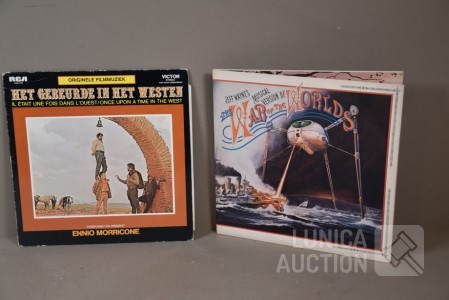 RCA
ORIGINELE FILMMUZIEK
VICTOR
HET GEBEURDE IN HET WESTEN
IL ÉTAIT UNE FOIS DANS L'OUEST/ONCE UPON A TIME IN THE WEST
ENNIO MORRICONE
JEFF WAYNE'S
MUSICAL
VERSION OF
THE
WAR OF THE WORLDS
LUNICA
AUCTION